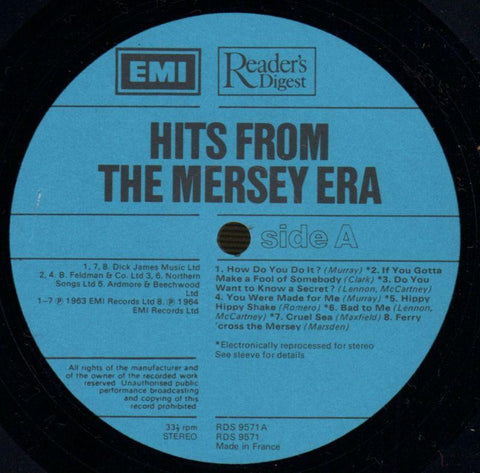 EMI
Reader's
Digest
HITS FROM
THE MERSEY ERA
side A
1, 7, 8. Dick James Music Ltd
2, 4. B. Feldman & Co. Ltd 3, 6. Northern
Songs Ltd 5. Ardmore & Beechwood
Ltd
1–7 ℗ 1963 EMI Records Ltd 8. ℗ 1964
EMI Records Ltd
1. How Do You Do It? (Murray) *2. If You Gotta
Make a Fool of Somebody (Clark) *3. Do You
Want to Know a Secret? (Lennon, McCartney)
4. You Were Made for Me (Murray) *5. Hippy
Hippy Shake (Romero) *6. Bad to Me (Lennon,
McCartney) *7. Cruel Sea (Maxfield) 8. Ferry
'cross the Mersey (Marsden)
*Electronically reprocessed for stereo
See sleeve for details
All rights of the manufacturer and
of the owner of the recorded work
reserved. Unauthorised public
performance broadcasting
and copying of this
record prohibited.
33⅓ rpm
STEREO
RDS 9571A
RDS 9571
Made in France